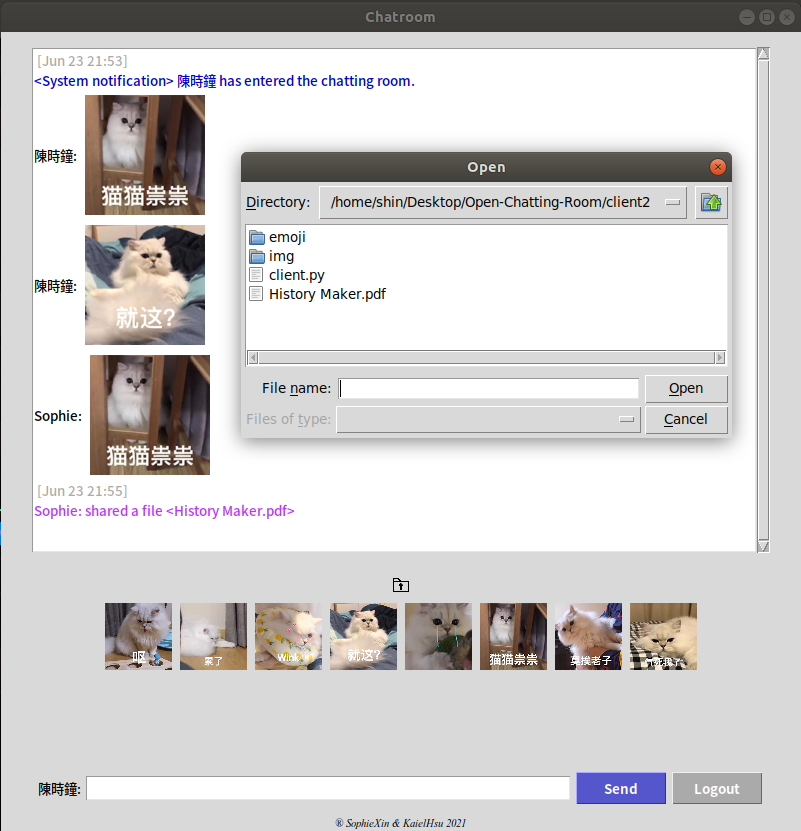 Chatroom
[Jun 23 21:53]
<System notification> 陳時鐘 has entered the chatting room.
陳時鐘:
猫猫祟祟
陳時鐘:
就这?
Sophie:
猫猫祟祟
[Jun 23 21:55]
Sophie: shared a file <History Maker.pdf>
Open
Directory: /home/shin/Desktop/Open-Chatting-Room/client2
emoji
img
client.py
History Maker.pdf
File name: Open
Files of type: Cancel
呕 累了 Wink 就这? 猫猫祟祟 莫挨老子
陳時鐘: Send Logout
® SophieXin & KaielHsu 2021